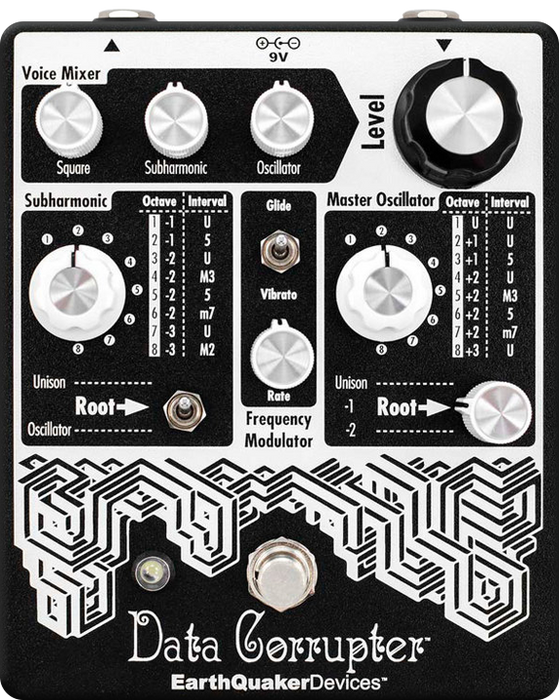 9V
Voice Mixer
Square
Subharmonic
Oscillator
Level
Subharmonic
Octave Interval
1 -1 U
2 -1 5
3 -2 U
4 -2 M3
5 -2 5
6 -2 m7
7 -3 U
8 -3 M2
1
2
3
4
5
6
7
8
Unison
Root
Oscillator
Glide
Vibrato
Rate
Frequency
Modulator
Master Oscillator
Octave Interval
1 U U
2 +1 U
3 +1 5
4 +2 U
5 +2 M3
6 +2 5
7 +2 m7
8 +3 U
1
2
3
4
5
6
7
8
Unison
-1 Root
-2
Data Corrupter™
EarthQuakerDevices™